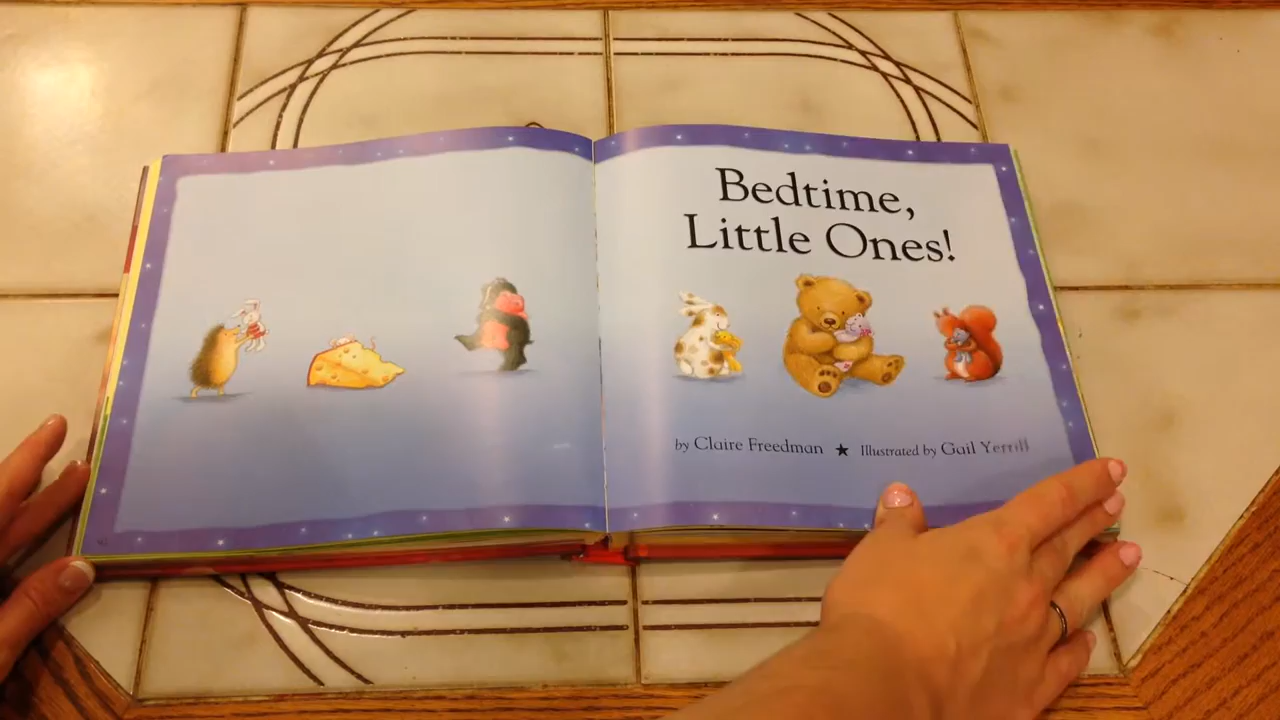 Bedtime,
Little Ones!
by Claire Freedman ★ Illustrated by Gail Yerrill